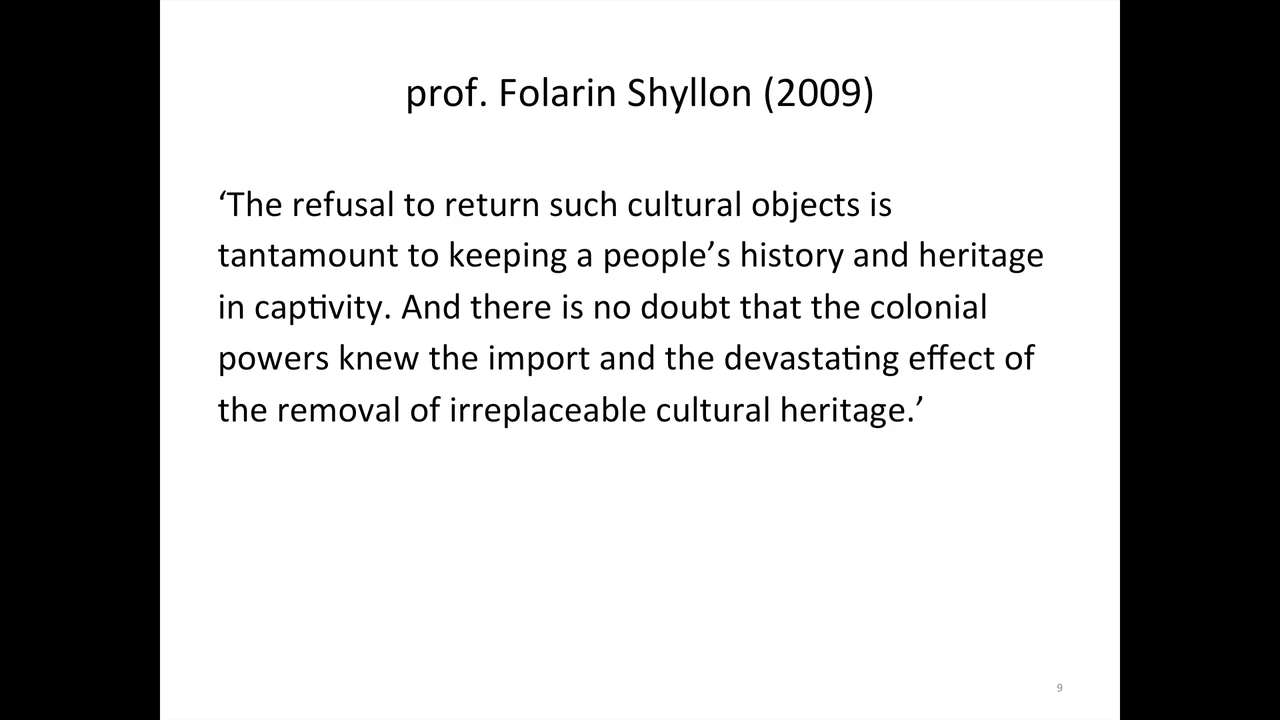 prof. Folarin Shyllon (2009)
‘The refusal to return such cultural objects is
tantamount to keeping a people’s history and heritage
in captivity. And there is no doubt that the colonial
powers knew the import and the devastating effect of
the removal of irreplaceable cultural heritage.’
9